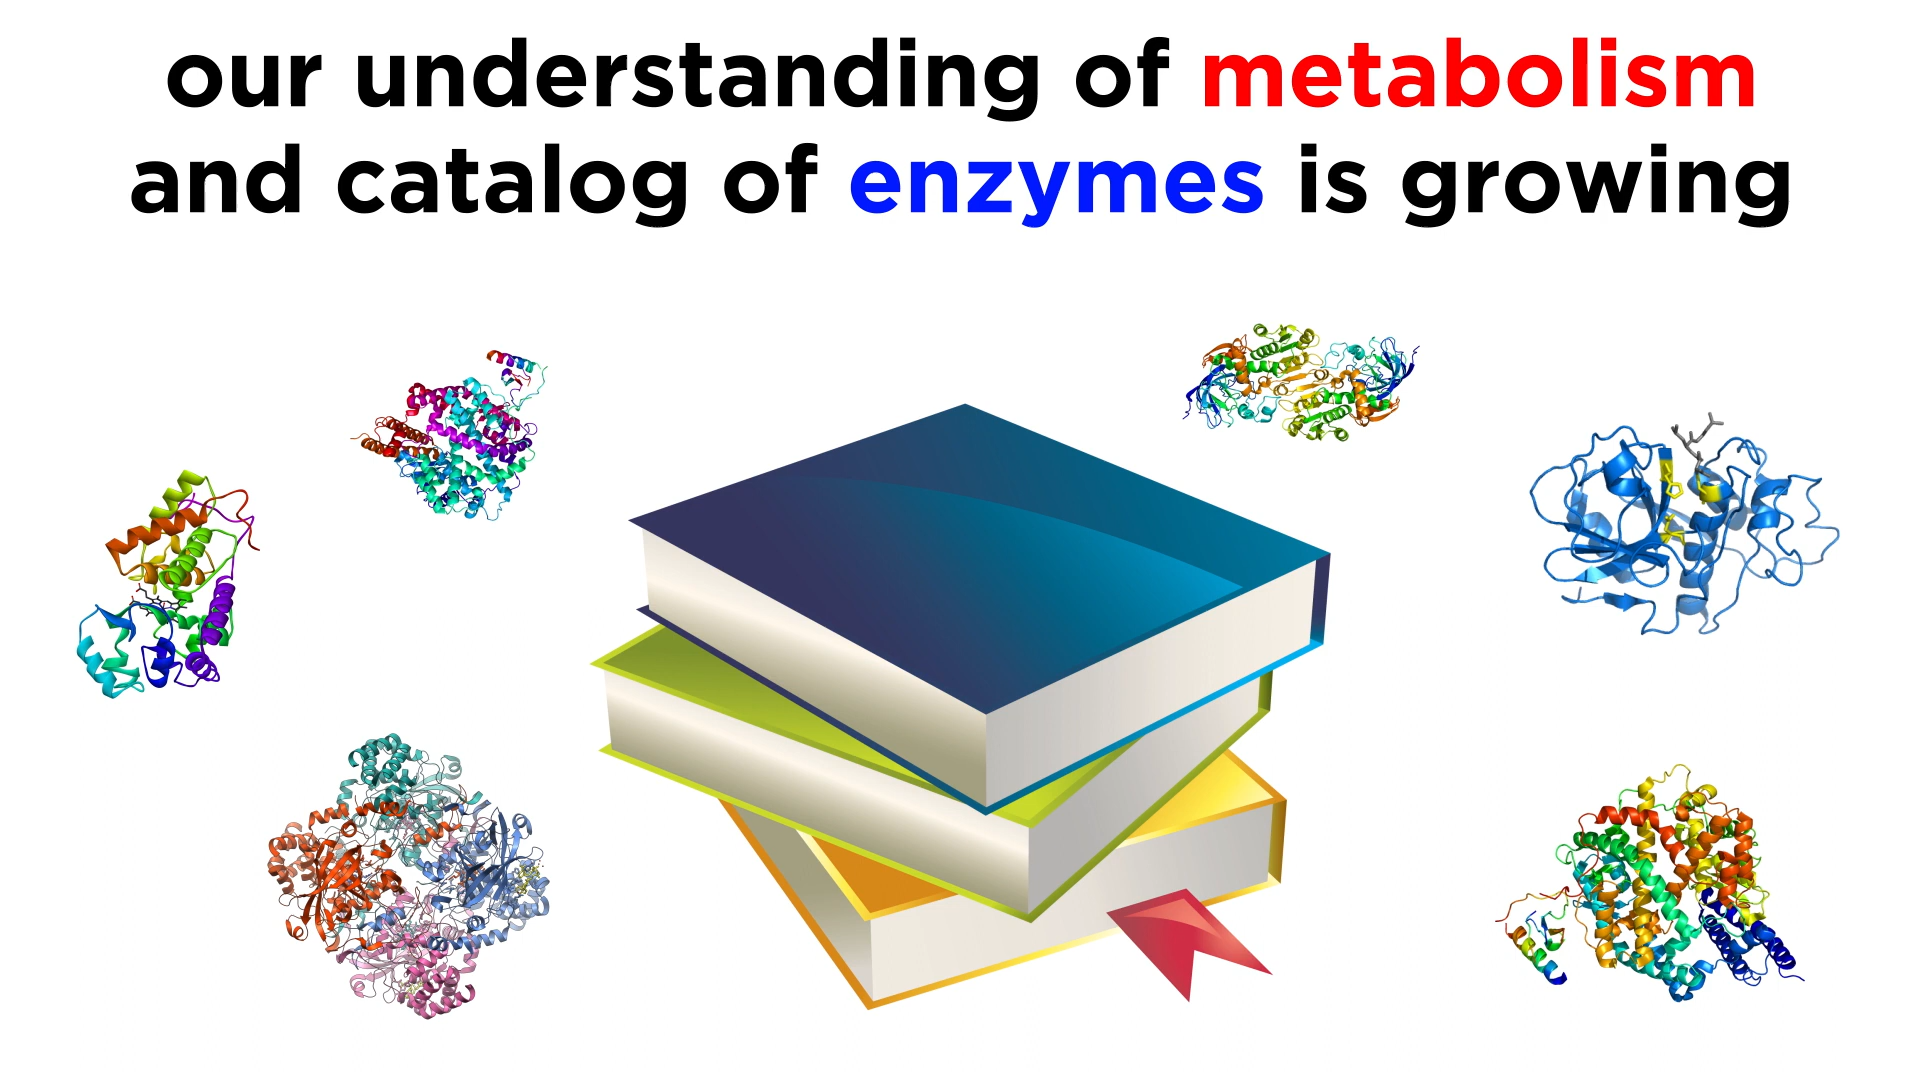 our understanding of metabolism
and catalog of enzymes is growing